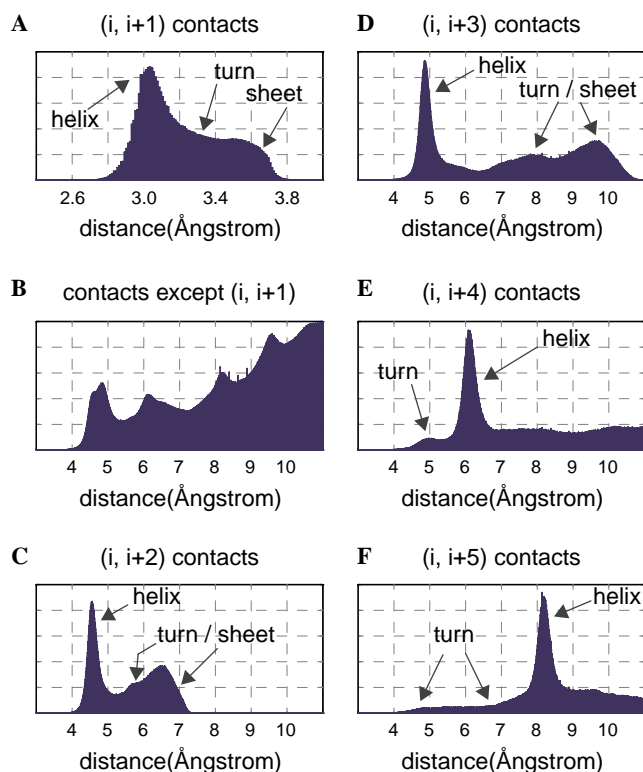 A (i, i+1) contacts
helix
turn
sheet
2.6 3.0 3.4 3.8
distance(Ångstrom)
B contacts except (i, i+1)
4 5 6 7 8 9 10
distance(Ångstrom)
C (i, i+2) contacts
helix
turn / sheet
4 5 6 7 8 9 10
distance(Ångstrom)
D (i, i+3) contacts
helix
turn / sheet
4 5 6 7 8 9 10
distance(Ångstrom)
E (i, i+4) contacts
helix
turn
4 5 6 7 8 9 10
distance(Ångstrom)
F (i, i+5) contacts
helix
turn
4 5 6 7 8 9 10
distance(Ångstrom)